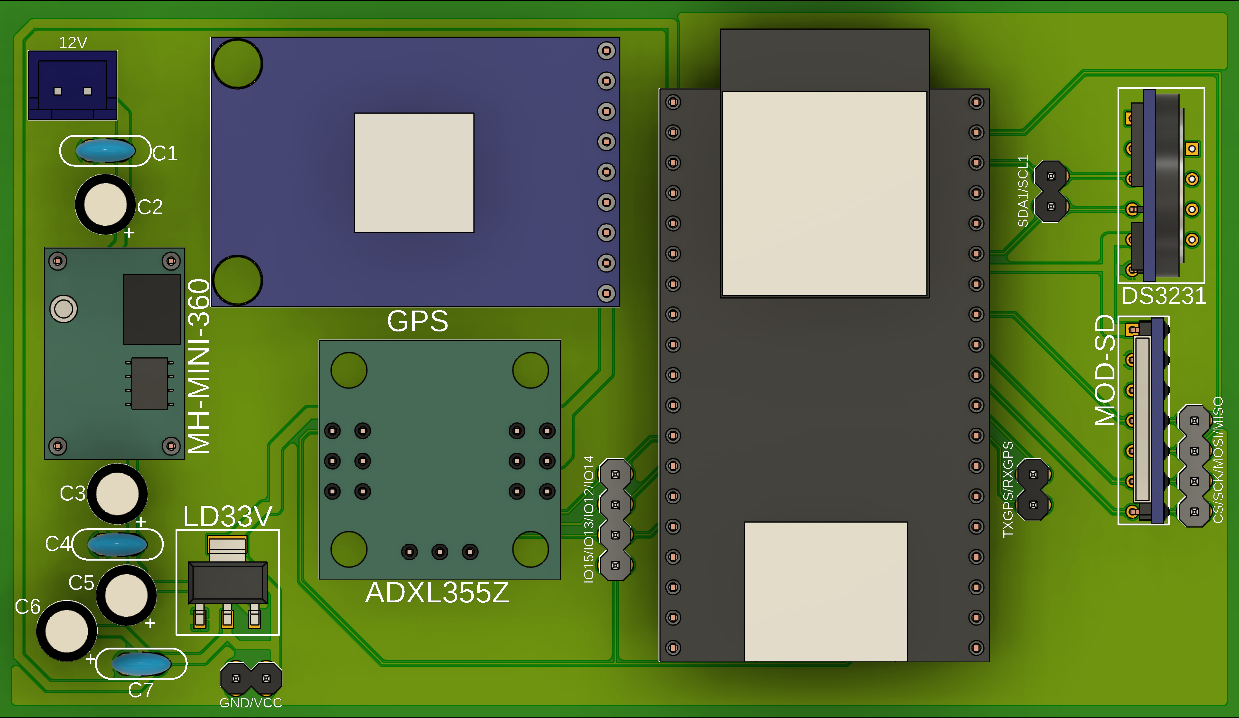 12V
C1
C2
+
MH-MINI-360
GPS
SDA1/SCL1
DS3231
MOD-SD
CS/SCK/MOSI/MISO
TXGPS/RXGPS
IO15/IO13/IO12/IO14
ADXL355Z
C3
+
C4
LD33V
C5
+
C6
+
C7
GND/VCC